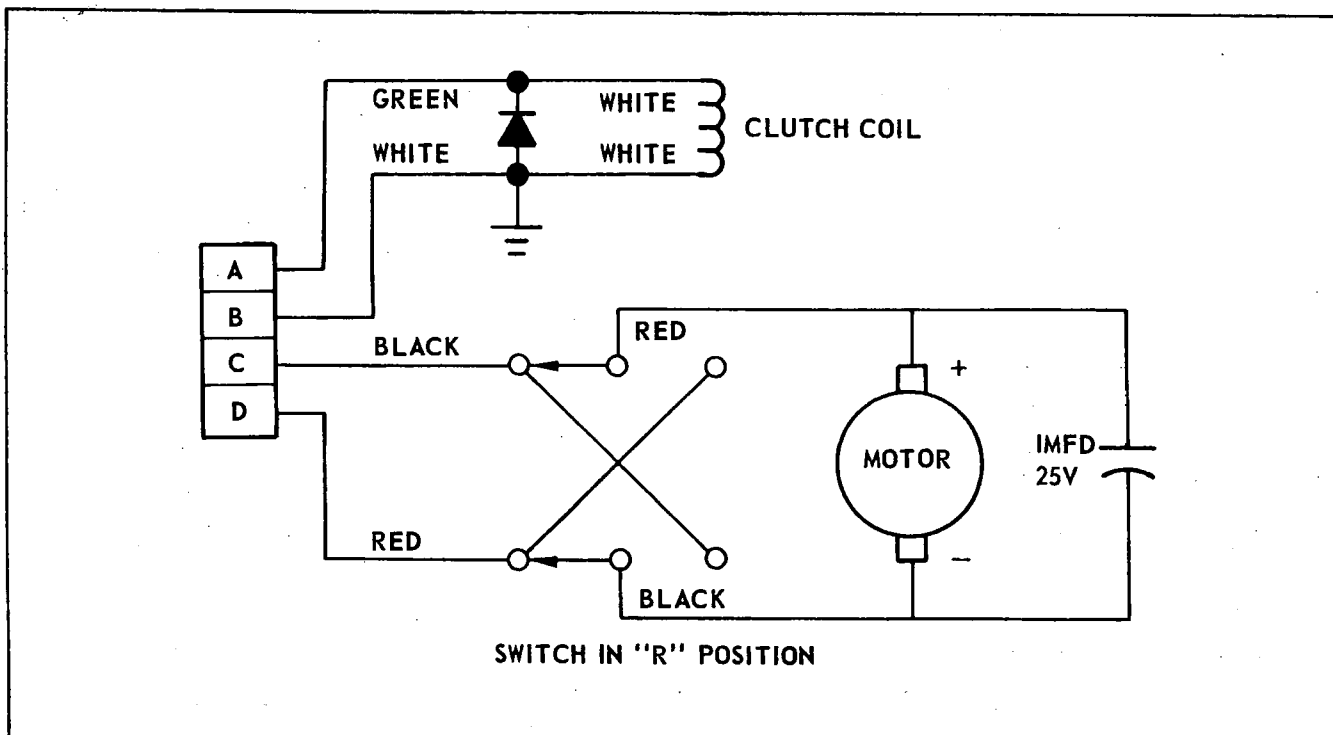 GREEN
WHITE
WHITE
WHITE
CLUTCH COIL
A
B
C
D
BLACK
RED
RED
BLACK
+
MOTOR
−
IMFD
25V
SWITCH IN "R" POSITION